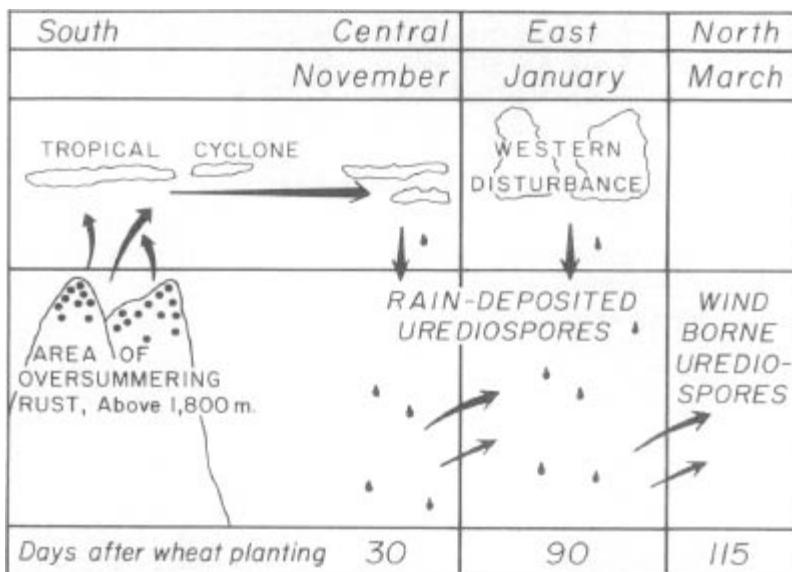 South Central East North
November January March
TROPICAL CYCLONE
WESTERN
DISTURBANCE
RAIN-DEPOSITED
UREDIOSPORES
WIND
BORNE
UREDIO-
SPORES
AREA OF
OVERSUMMERING
RUST, Above 1,800 m.
Days after wheat planting 30 90 115